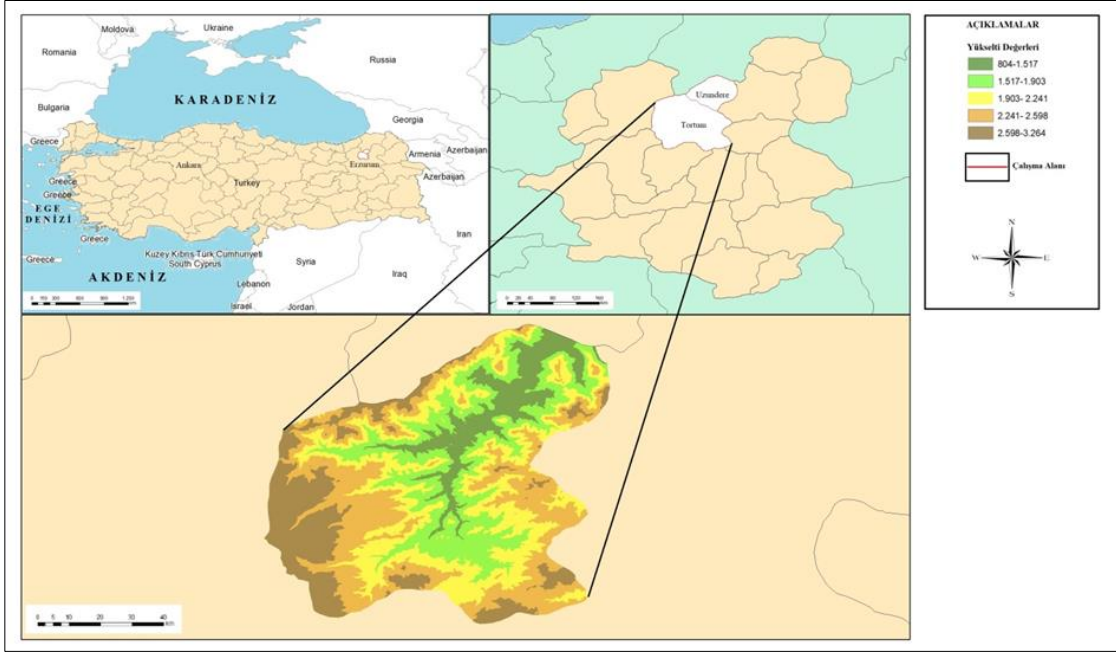 Moldova
Ukraine
Romania
Russia
KARADENİZ
Bulgaria
Georgia
Greece
Armenia
Azerbaijan
Ankara
Erzurum
Turkey
Azerbaijan
Greece
Greece
EGE
DENİZİ
Greece
Iran
Greece
Kuzey Kıbrıs Türk Cumhuriyeti
South Cyprus
Syria
Iraq
AKDENİZ
Lebanon
Israel
Jordan
Uzundere
Tortum
AÇIKLAMALAR
Yükselti Değerleri
804-1.517
1.517-1.903
1.903- 2.241
2.241- 2.598
2.598-3.264
Çalışma Alanı
N
W
E
S
0 5 10 20 30 40
km